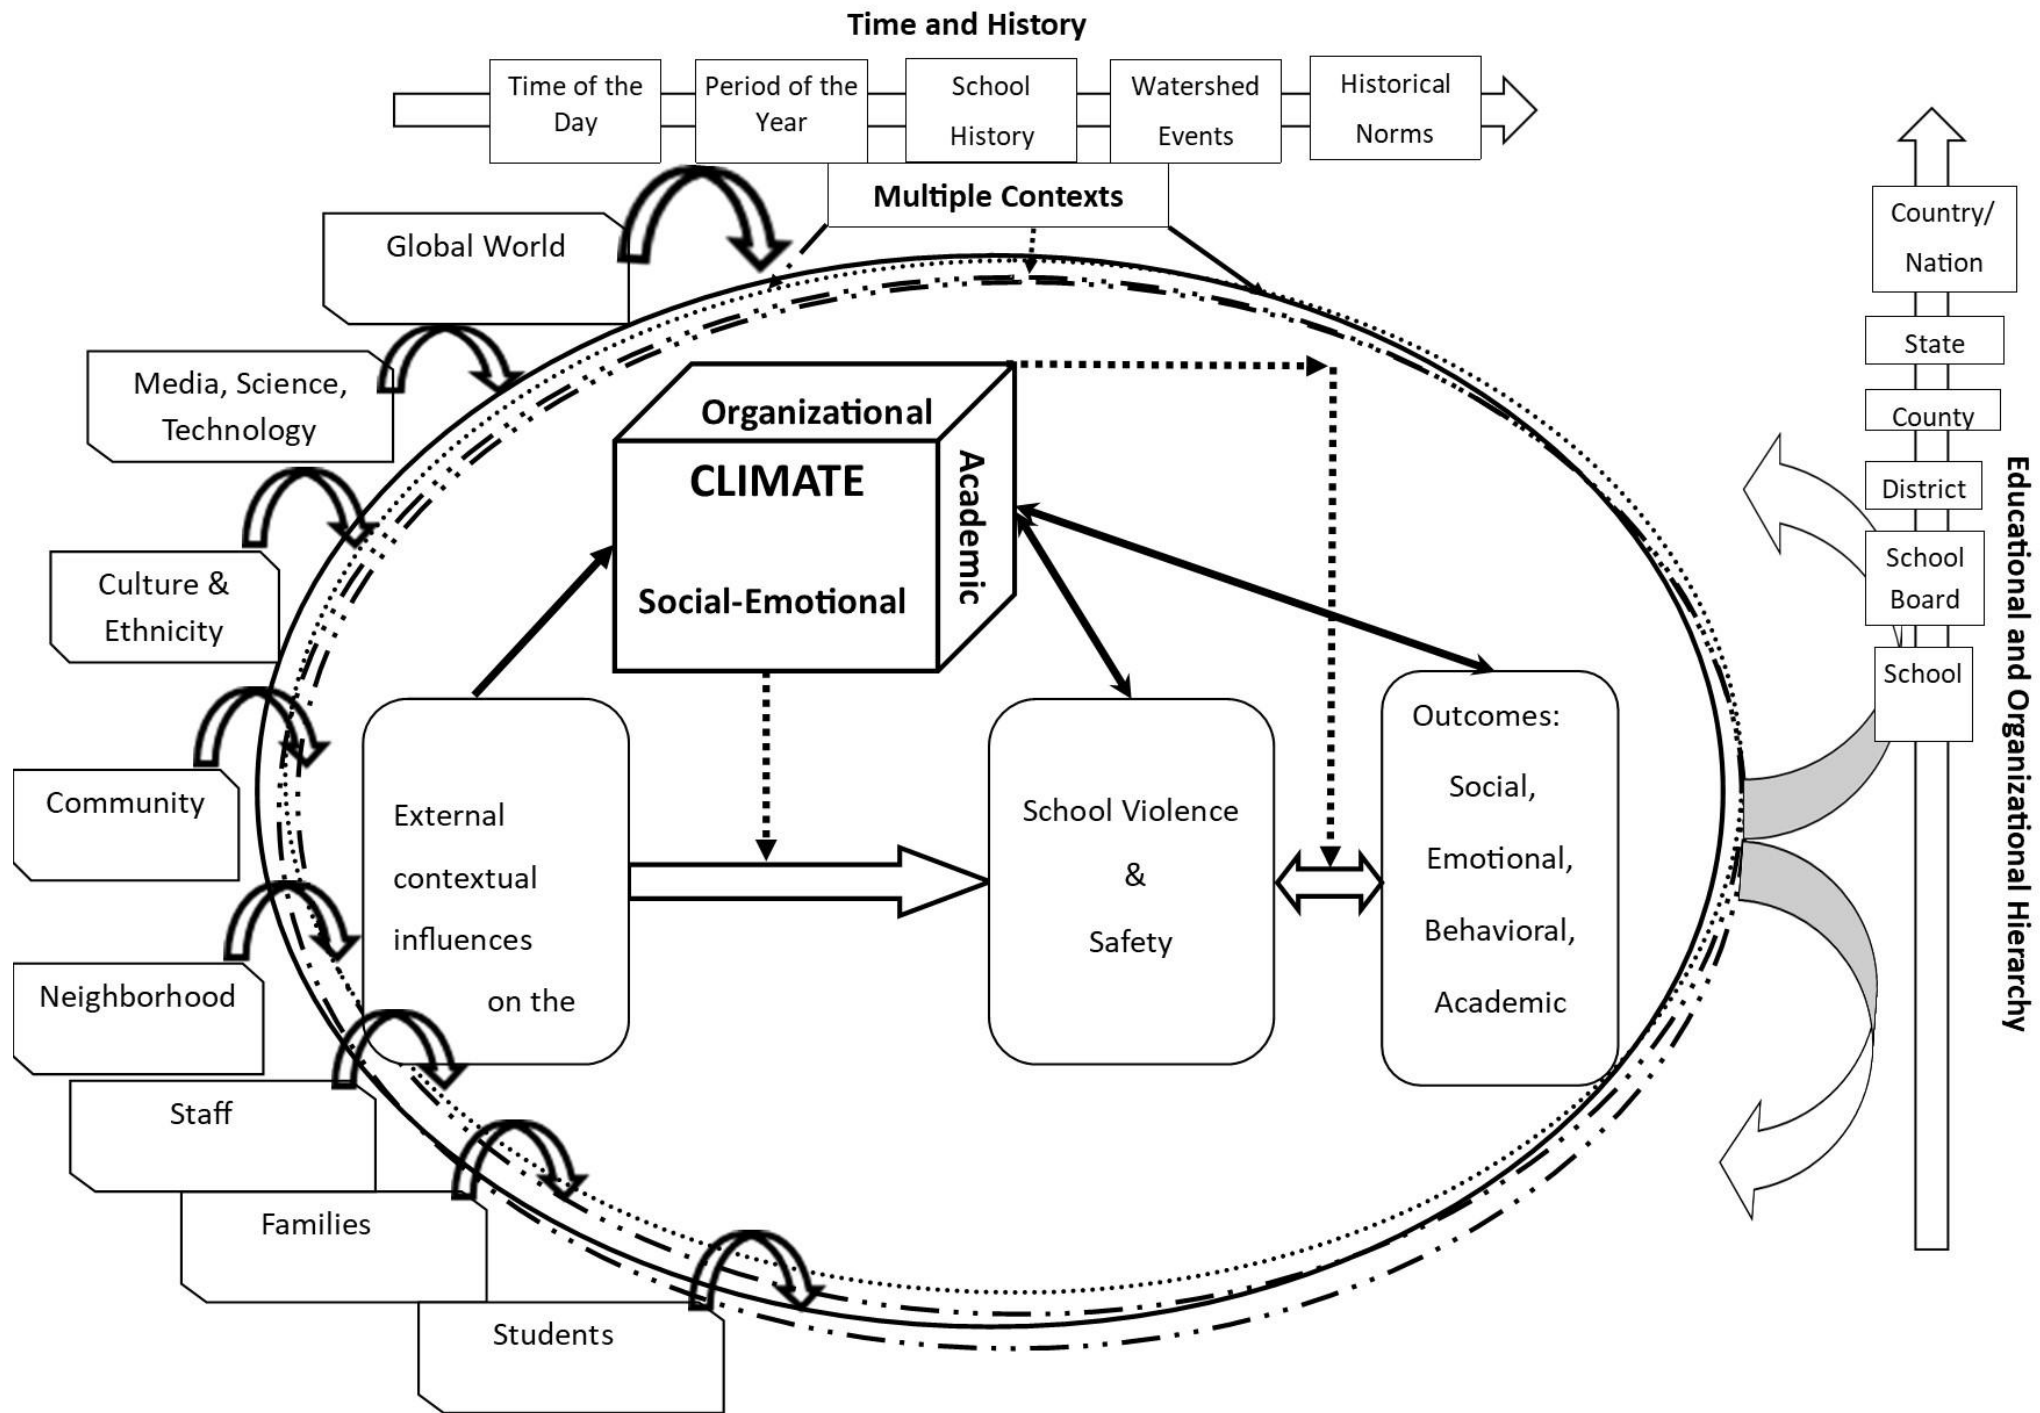 Time and History
Time of the
Day
Period of the
Year
School
History
Watershed
Events
Historical
Norms
Multiple Contexts
Global World
Media, Science,
Technology
Culture &
Ethnicity
Community
Neighborhood
Staff
Families
Students
Organizational
CLIMATE
Social-Emotional
Academic
External
contextual
influences
on the
School Violence
&
Safety
Outcomes:
Social,
Emotional,
Behavioral,
Academic
Country/
Nation
State
County
District
School
Board
School
Educational and Organizational Hierarchy